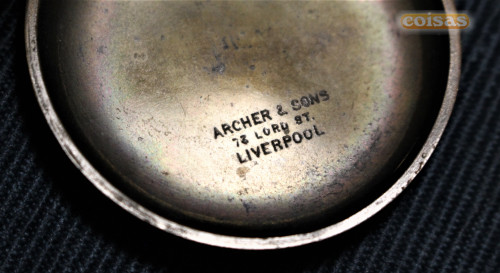 coisas
ARCHER & SONS
73 LORD ST.
LIVERPOOL